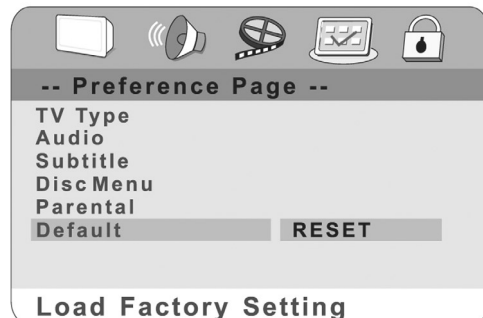 -- Preference Page --
TV Type
Audio
Subtitle
Disc Menu
Parental
Default RESET
Load Factory Setting